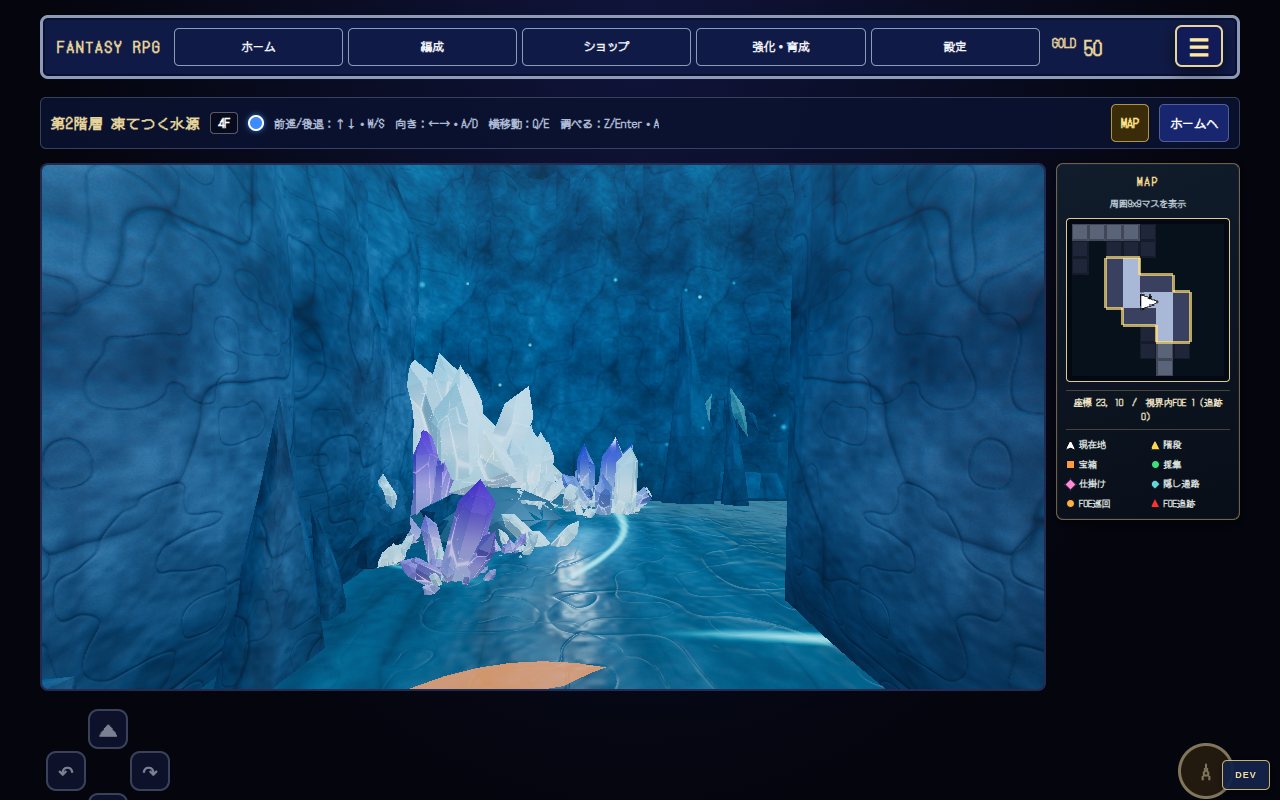 FANTASY RPG ホーム 編成 ショップ 強化・育成 設定 GOLD 50
第2階層 凍てつく水源 4F 前進/後退：↑↓・W/S 向き：←→・A/D 横移動：Q/E 調べる：Z/Enter・A MAP ホームへ
MAP
周囲9x9マスを表示
座標 23, 10 / 視界内FOE 1（追跡
0）
現在地 階段
宝箱 採集
仕掛け 隠し通路
FOE巡回 FOE追跡
A
DEV